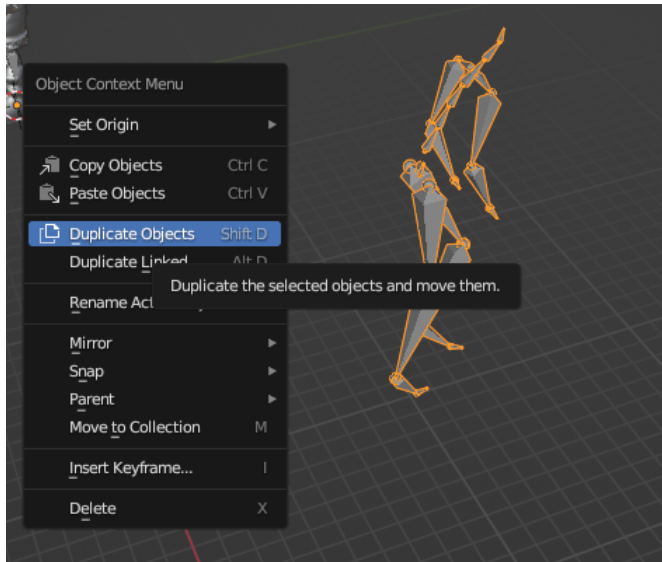 Object Context Menu
Set Origin
Copy Objects Ctrl C
Paste Objects Ctrl V
Duplicate Objects Shift D
Duplicate Linked Alt D
Duplicate the selected objects and move them.
Rename Act
Mirror
Snap
Parent
Move to Collection M
Insert Keyframe... I
Delete X